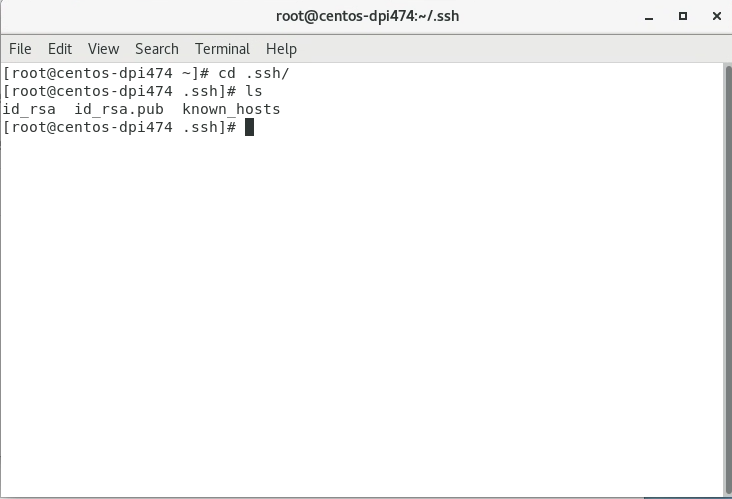 root@centos-dpi474:~/.ssh
File Edit View Search Terminal Help
[root@centos-dpi474 ~]# cd .ssh/
[root@centos-dpi474 .ssh]# ls
id_rsa  id_rsa.pub  known_hosts
[root@centos-dpi474 .ssh]#